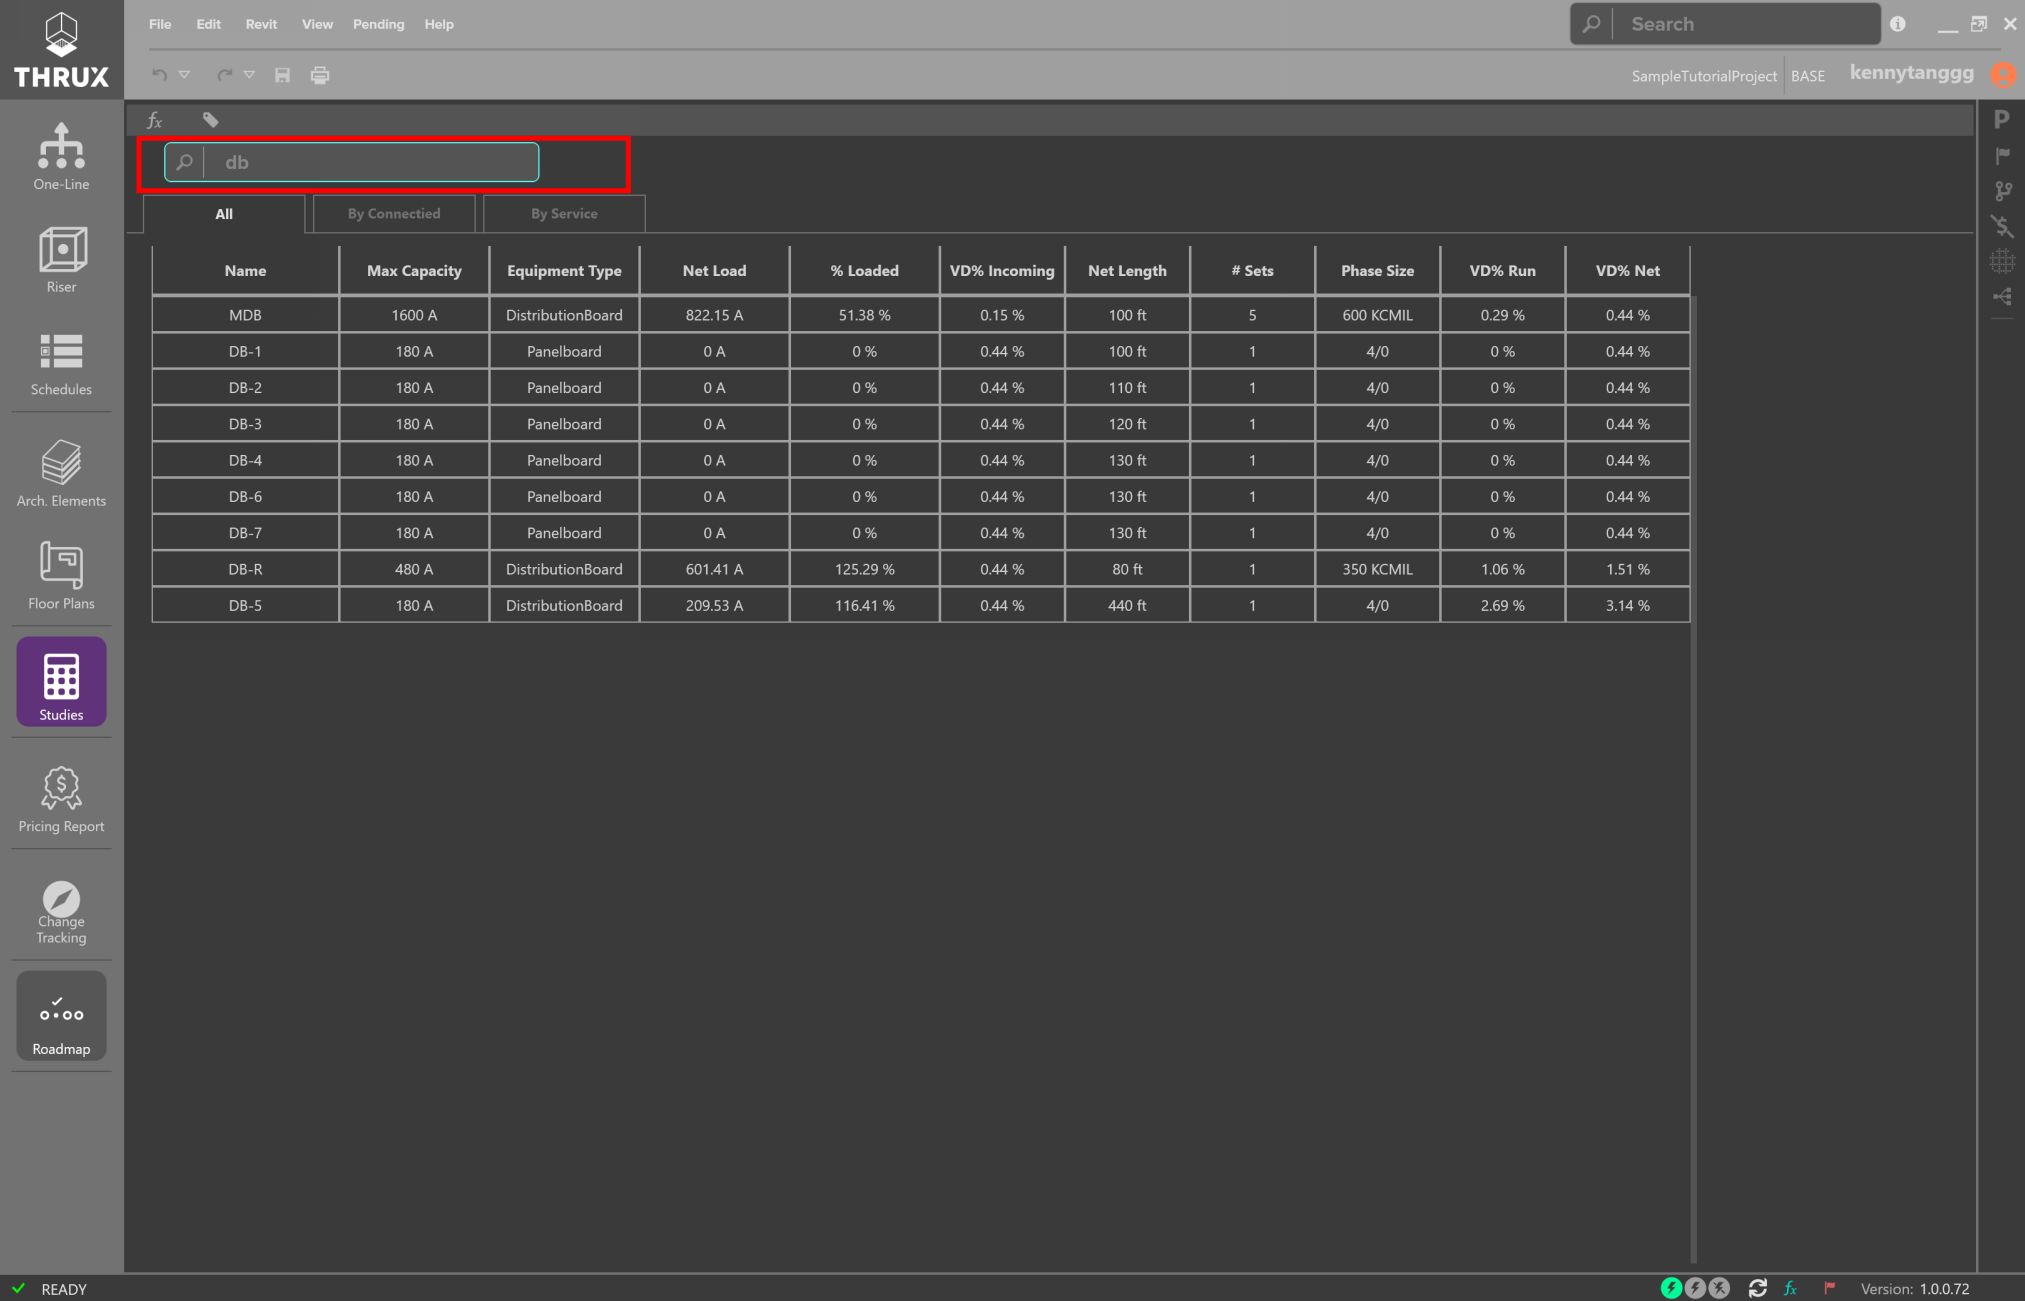 THRUX
File Edit Revit View Pending Help
Search
SampleTutorialProject BASE kennytanggg
fx
P
db
One-Line
All By Connectied By Service
Riser
Name Max Capacity Equipment Type Net Load % Loaded VD% Incoming Net Length # Sets Phase Size VD% Run VD% Net
MDB 1600 A DistributionBoard 822.15 A 51.38 % 0.15 % 100 ft 5 600 KCMIL 0.29 % 0.44 %
DB-1 180 A Panelboard 0 A 0 % 0.44 % 100 ft 1 4/0 0 % 0.44 %
DB-2 180 A Panelboard 0 A 0 % 0.44 % 110 ft 1 4/0 0 % 0.44 %
DB-3 180 A Panelboard 0 A 0 % 0.44 % 120 ft 1 4/0 0 % 0.44 %
DB-4 180 A Panelboard 0 A 0 % 0.44 % 130 ft 1 4/0 0 % 0.44 %
DB-6 180 A Panelboard 0 A 0 % 0.44 % 130 ft 1 4/0 0 % 0.44 %
DB-7 180 A Panelboard 0 A 0 % 0.44 % 130 ft 1 4/0 0 % 0.44 %
DB-R 480 A DistributionBoard 601.41 A 125.29 % 0.44 % 80 ft 1 350 KCMIL 1.06 % 1.51 %
DB-5 180 A DistributionBoard 209.53 A 116.41 % 0.44 % 440 ft 1 4/0 2.69 % 3.14 %
Schedules
Arch. Elements
Floor Plans
Studies
Pricing Report
Change
Tracking
Roadmap
READY
fx
Version: 1.0.0.72